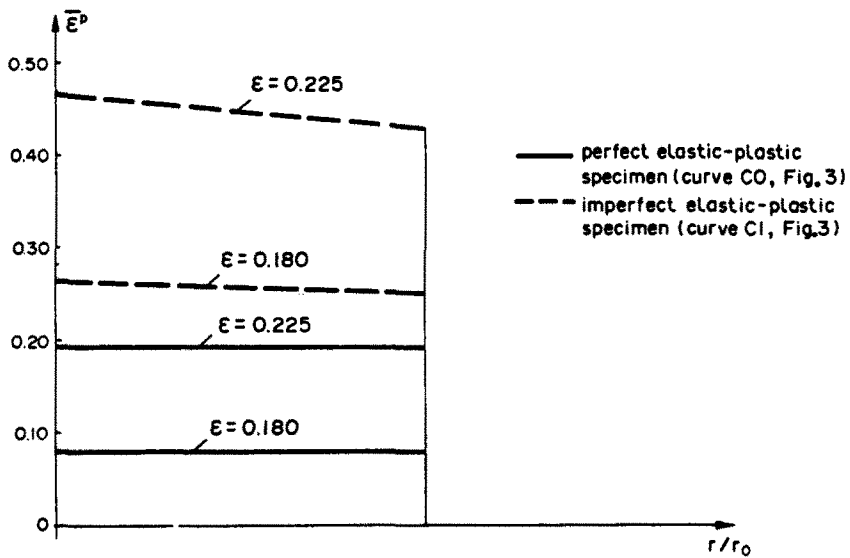 ε̄ᵖ
0.50
ε = 0.225
0.40
perfect elastic-plastic
specimen (curve CO, Fig. 3)
imperfect elastic-plastic
specimen (curve CI, Fig.3)
0.30
ε = 0.180
ε = 0.225
0.20
ε = 0.180
0.10
0
r/r₀